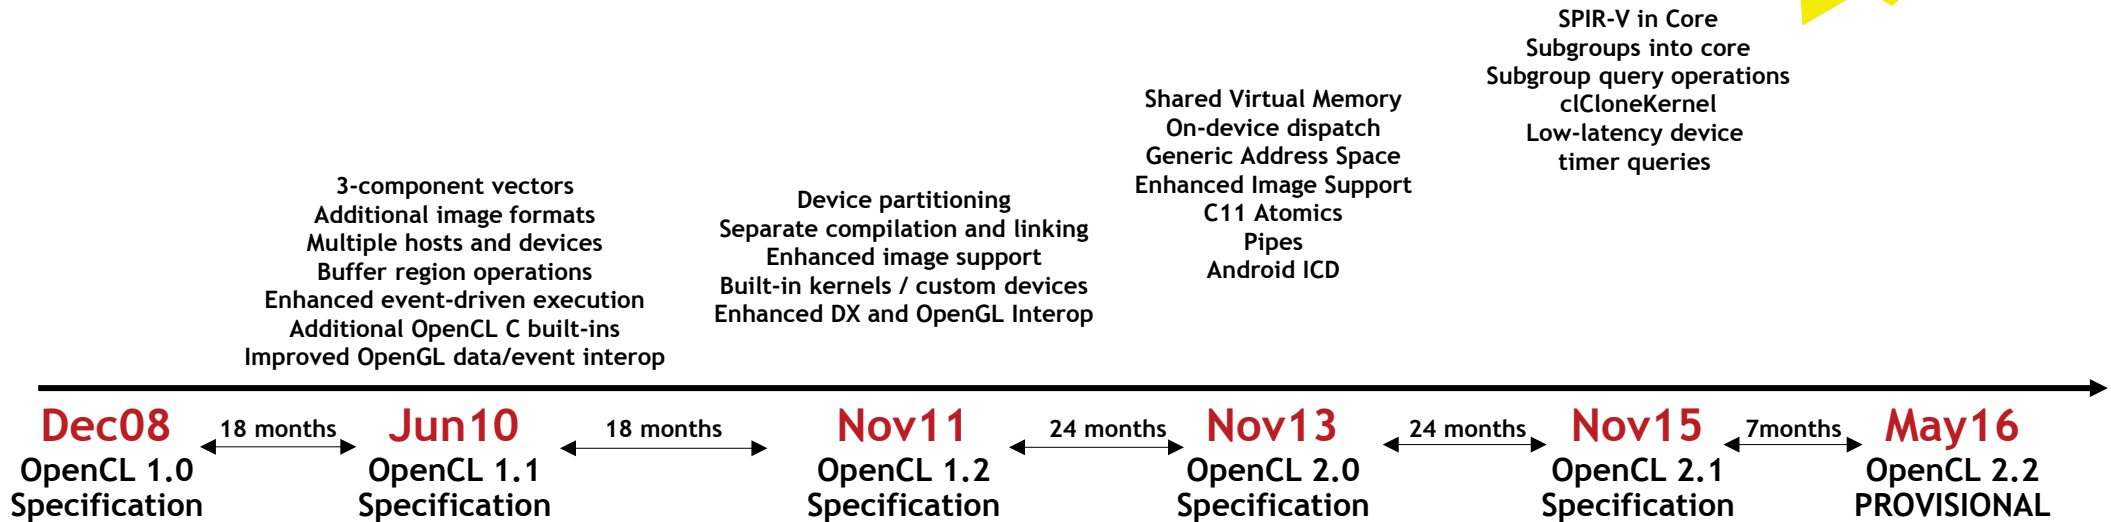 SPIR-V in Core
Subgroups into core
Subgroup query operations
clCloneKernel
Low-latency device
timer queries
Shared Virtual Memory
On-device dispatch
Generic Address Space
Enhanced Image Support
C11 Atomics
Pipes
Android ICD
3-component vectors
Additional image formats
Multiple hosts and devices
Buffer region operations
Enhanced event-driven execution
Additional OpenCL C built-ins
Improved OpenGL data/event interop
Device partitioning
Separate compilation and linking
Enhanced image support
Built-in kernels / custom devices
Enhanced DX and OpenGL Interop
Dec08
OpenCL 1.0
Specification
18 months
Jun10
OpenCL 1.1
Specification
18 months
Nov11
OpenCL 1.2
Specification
24 months
Nov13
OpenCL 2.0
Specification
24 months
Nov15
OpenCL 2.1
Specification
7months
May16
OpenCL 2.2
PROVISIONAL